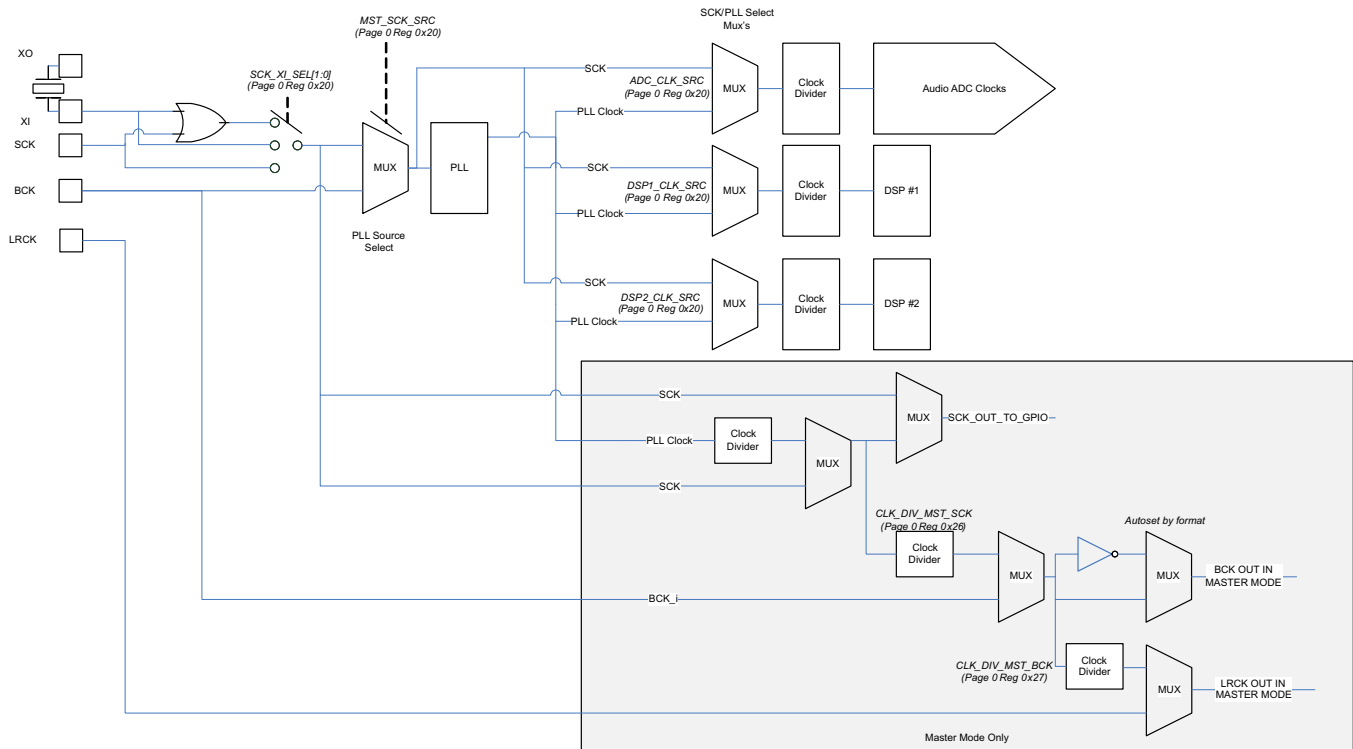 SCK/PLL Select
Mux's
MST_SCK_SRC
(Page 0 Reg 0x20)
XO
SCK_XI_SEL[1:0]
(Page 0 Reg 0x20)
XI
SCK
BCK
LRCK
MUX
PLL
PLL Source
Select
SCK
ADC_CLK_SRC
(Page 0 Reg 0x20)
PLL Clock
MUX
Clock
Divider
Audio ADC Clocks
SCK
DSP1_CLK_SRC
(Page 0 Reg 0x20)
PLL Clock
MUX
Clock
Divider
DSP #1
SCK
DSP2_CLK_SRC
(Page 0 Reg 0x20)
PLL Clock
MUX
Clock
Divider
DSP #2
SCK
MUX
SCK_OUT_TO_GPIO
PLL Clock
Clock
Divider
MUX
SCK
CLK_DIV_MST_SCK
(Page 0 Reg 0x26)
Clock
Divider
Autoset by format
MUX
MUX
BCK OUT IN
MASTER MODE
BCK_i
CLK_DIV_MST_BCK
(Page 0 Reg 0x27)
Clock
Divider
MUX
LRCK OUT IN
MASTER MODE
Master Mode Only